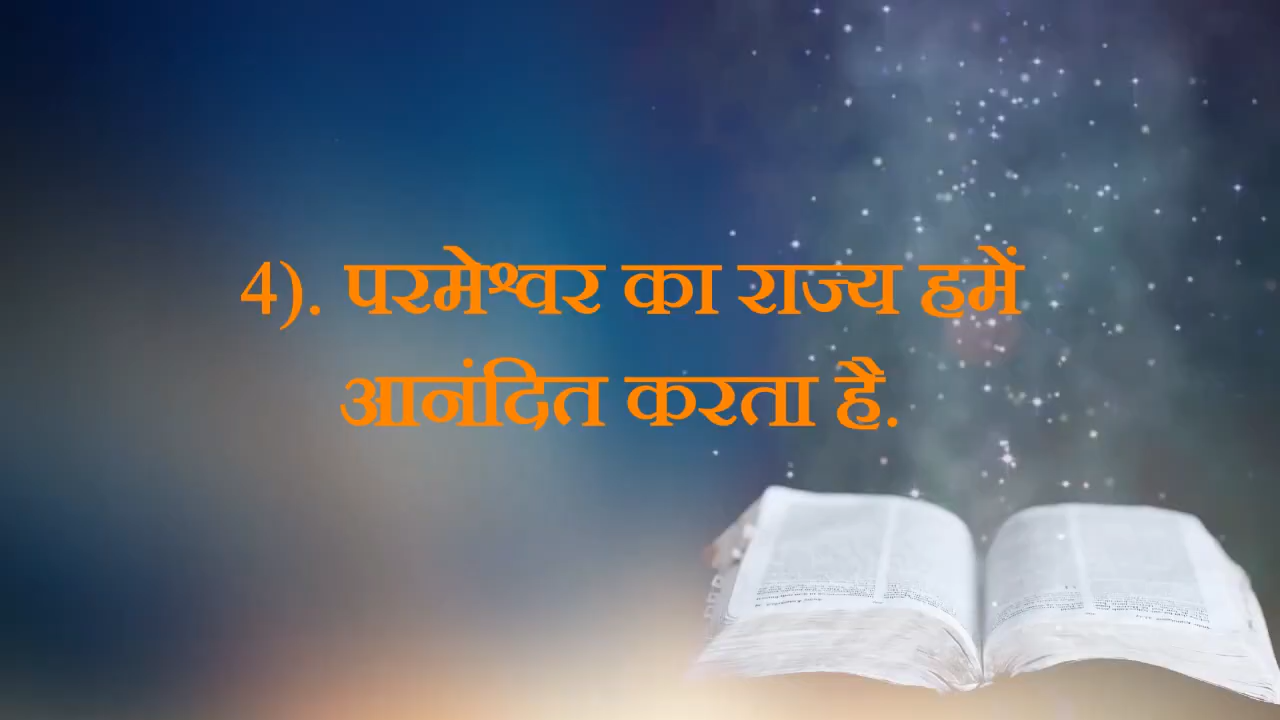 4). परमेश्वर का राज्य हमें
आनंदित करता है.